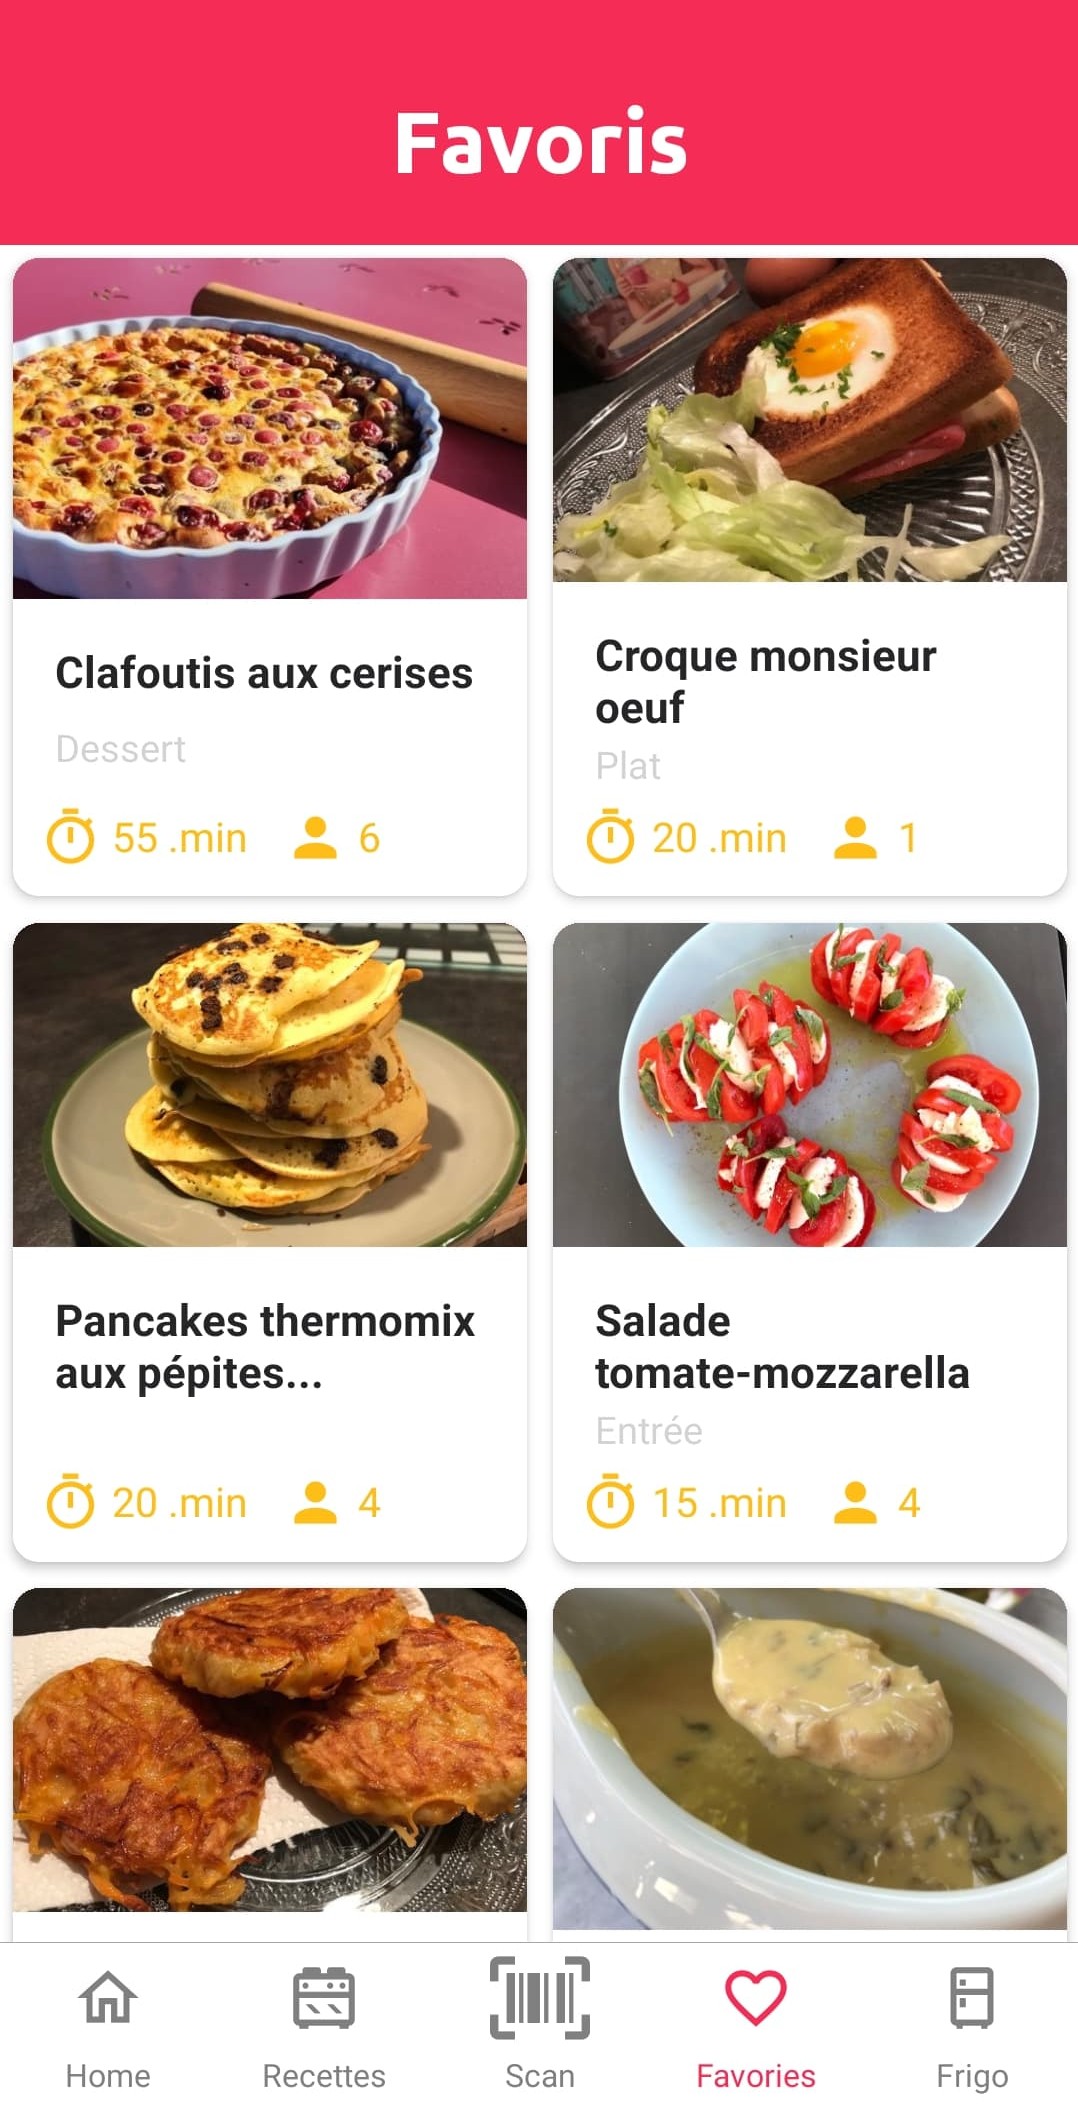 Favoris
Clafoutis aux cerises
Dessert
55 .min 6
Croque monsieur
oeuf
Plat
20 .min 1
Pancakes thermomix
aux pépites...
20 .min 4
Salade
tomate-mozzarella
Entrée
15 .min 4
Home
Recettes
Scan
Favories
Frigo